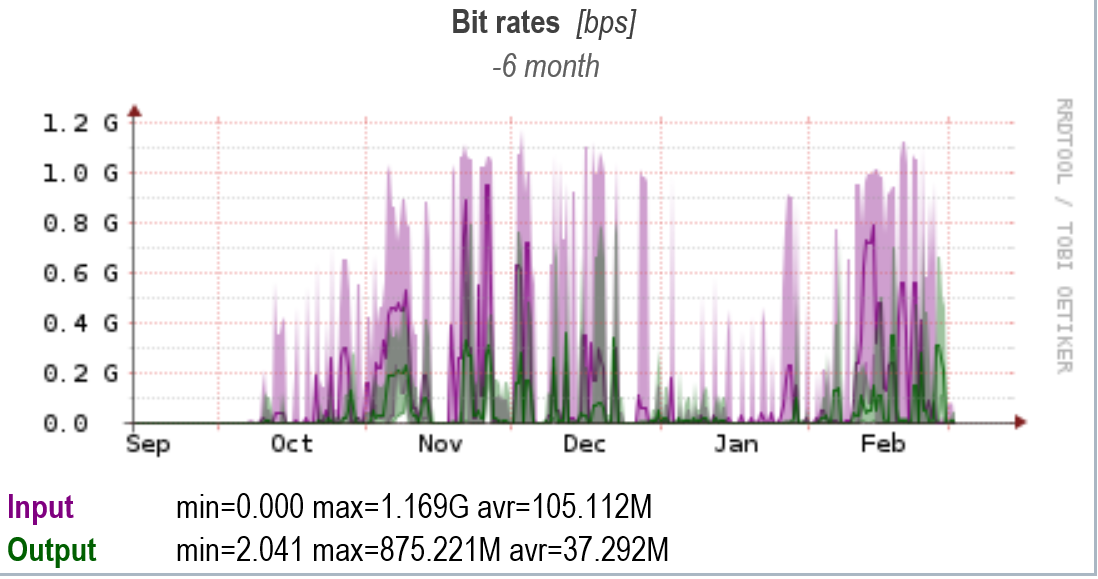 Bit rates [bps]
-6 month
1.2 G
1.0 G
0.8 G
0.6 G
0.4 G
0.2 G
0.0
Sep Oct Nov Dec Jan Feb
RRDTOOL / TOBI OETIKER
Input min=0.000 max=1.169G avr=105.112M
Output min=2.041 max=875.221M avr=37.292M